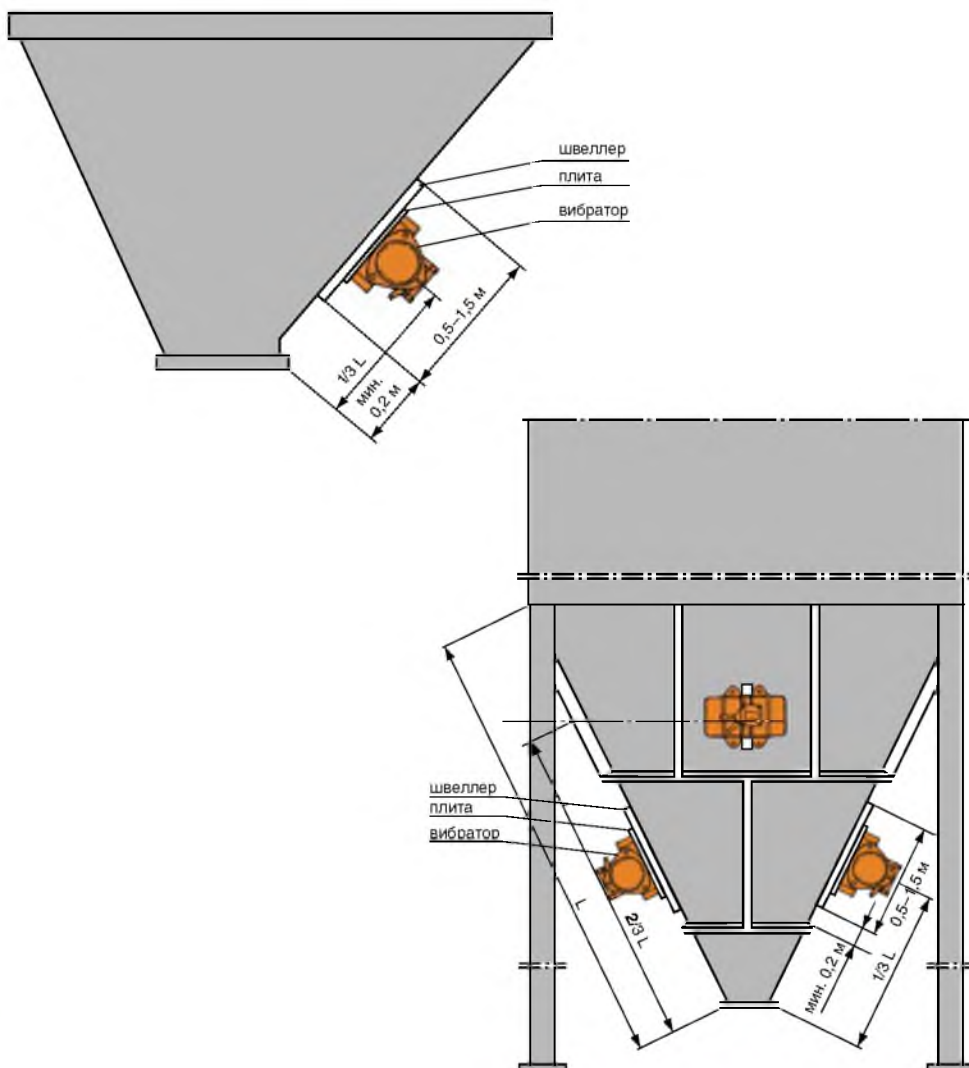 швеллер
плита
вибратор
0,5–1,5 м
1/3 L
мин.
0,2 м
швеллер
плита
вибратор
L
2/3 L
0,5–1,5 м
мин. 0,2 м
1/3 L